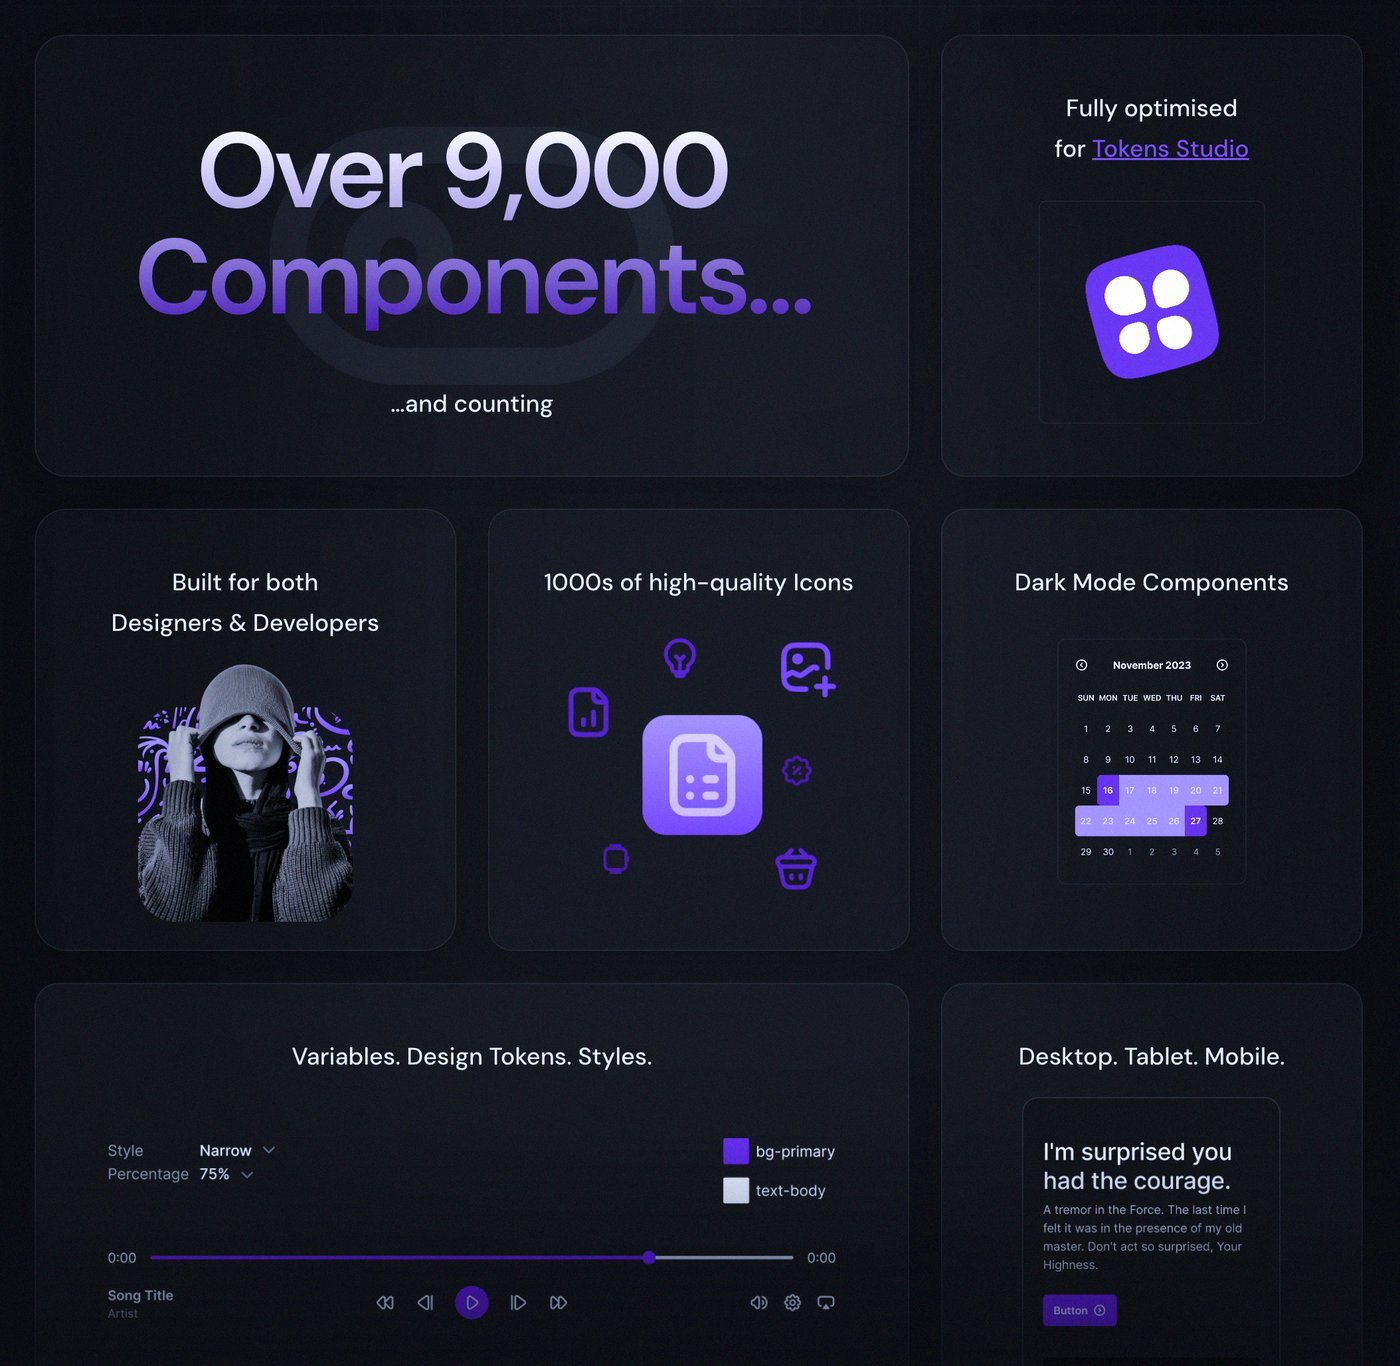 Over 9,000
Components...
...and counting
Fully optimised
for Tokens Studio
Built for both
Designers & Developers
1000s of high-quality Icons
Dark Mode Components
November 2023
SUN MON TUE WED THU FRI SAT
1 2 3 4 5 6 7
8 9 10 11 12 13 14
15 16 17 18 19 20 21
22 23 24 25 26 27 28
29 30 1 2 3 4 5
Variables. Design Tokens. Styles.
Style Narrow
Percentage 75%
bg-primary
text-body
0:00 0:00
Song Title
Artist
Desktop. Tablet. Mobile.
I'm surprised you
had the courage.
A tremor in the Force. The last time I
felt it was in the presence of my old
master. Don't act so surprised, Your
Highness.
Button